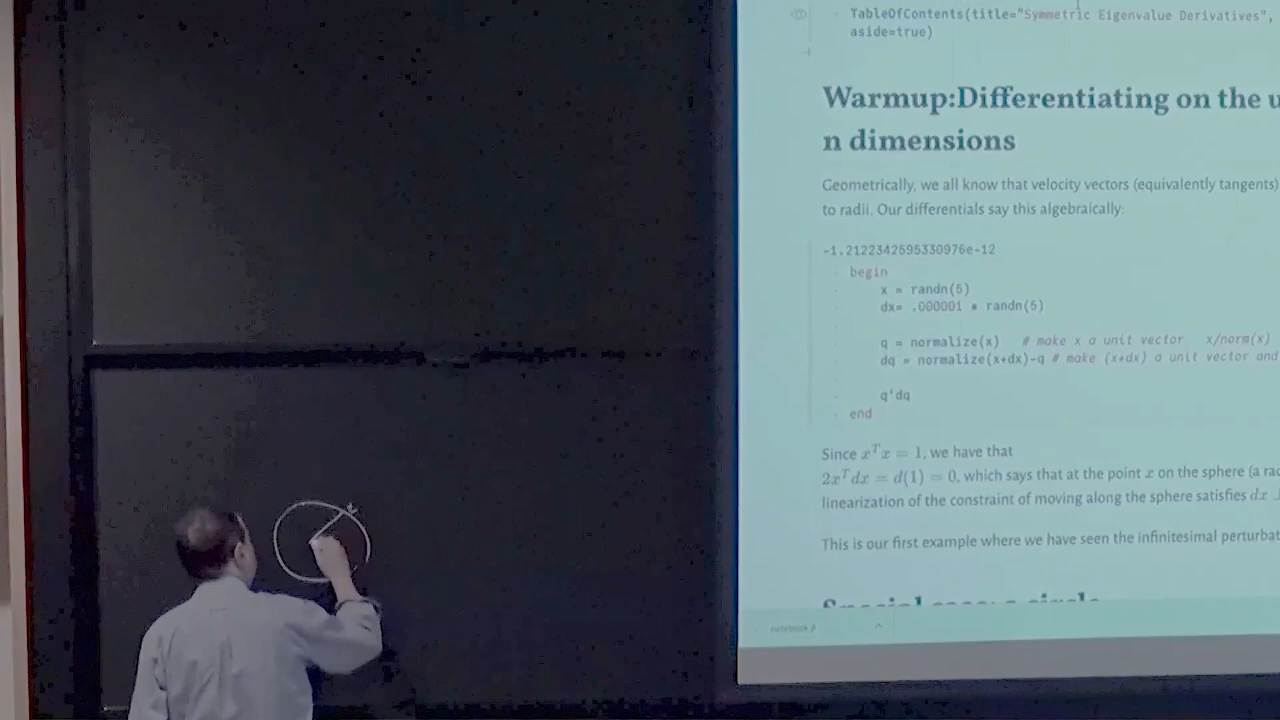 TableOfContents(title="Symmetric Eigenvalue Derivatives",
aside=true)
Warmup:Differentiating on the u
n dimensions
Geometrically, we all know that velocity vectors (equivalently tangents)
to radii. Our differentials say this algebraically:
-1.2122342595330976e-12
begin
x = randn(5)
dx= .000001 * randn(5)
q = normalize(x) # make x a unit vector x/norm(x)
dq = normalize(x+dx)-q # make (x+dx) a unit vector and
q'dq
end
Since xᵀx = 1, we have that
2xᵀdx = d(1) = 0, which says that at the point x on the sphere (a rad
linearization of the constraint of moving along the sphere satisfies dx ⊥
This is our first example where we have seen the infinitesimal perturbat
x